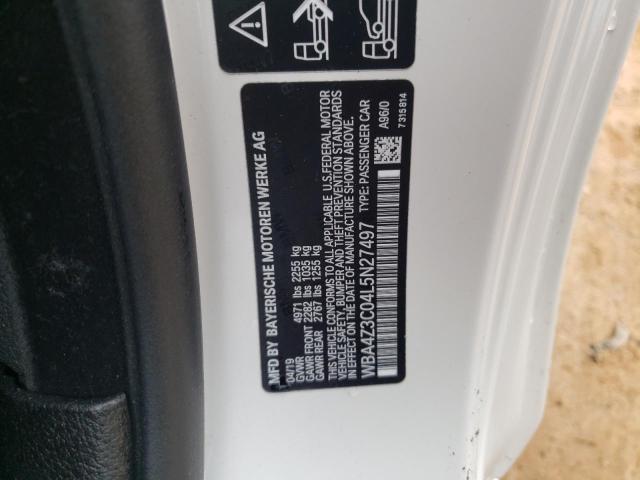 MFD BY BAYERISCHE MOTOREN WERKE AG
04/19
GVWR 4971 lbs 2255 kg
GAWR FRONT 2282 lbs 1035 kg
GAWR REAR 2767 lbs 1255 kg
THIS VEHICLE CONFORMS TO ALL APPLICABLE U.S.FEDERAL MOTOR
VEHICLE SAFETY, BUMPER AND THEFT PREVENTION STANDARDS
IN EFFECT ON THE DATE OF MANUFACTURE SHOWN ABOVE.
WBA4Z3C04L5N27497 TYPE: PASSENGER CAR
A96/0
7315814